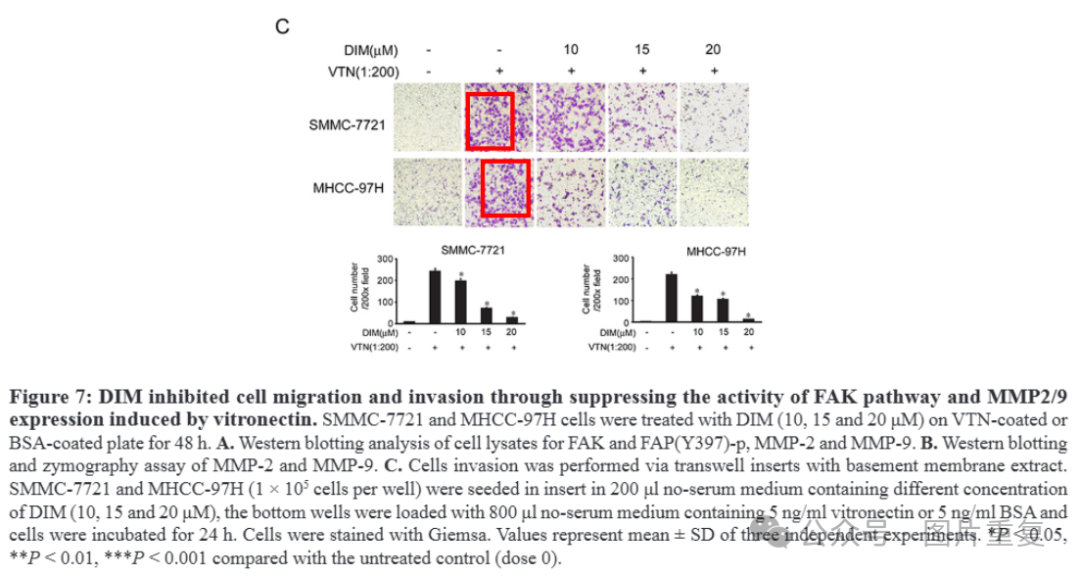 C
DIM(μM) - - 10 15 20
VTN(1:200) - + + + +
SMMC-7721
MHCC-97H
SMMC-7721
Cell number
/200x field
300
200
100
0
* * *
DIM(μM) - - 10 15 20
VTN(1:200) - + + + +
MHCC-97H
Cell number
/200x field
300
200
100
0
* * *
DIM(μM) - - 10 15 20
VTN(1:200) - + + + +
Figure 7: DIM inhibited cell migration and invasion through suppressing the activity of FAK pathway and MMP2/9
expression induced by vitronectin. SMMC-7721 and MHCC-97H cells were treated with DIM (10, 15 and 20 μM) on VTN-coated or
BSA-coated plate for 48 h. A. Western blotting analysis of cell lysates for FAK and FAP(Y397)-p, MMP-2 and MMP-9. B. Western blotting
and zymography assay of MMP-2 and MMP-9. C. Cells invasion was performed via transwell inserts with basement membrane extract.
SMMC-7721 and MHCC-97H (1 × 10⁵ cells per well) were seeded in insert in 200 μl no-serum medium containing different concentration
of DIM (10, 15 and 20 μM), the bottom wells were loaded with 800 μl no-serum medium containing 5 ng/ml vitronectin or 5 ng/ml BSA and
cells were incubated for 24 h. Cells were stained with Giemsa. Values represent mean ± SD of three independent experiments. *P < 0.05,
**P < 0.01, ***P < 0.001 compared with the untreated control (dose 0).
公众号 · 图片重复